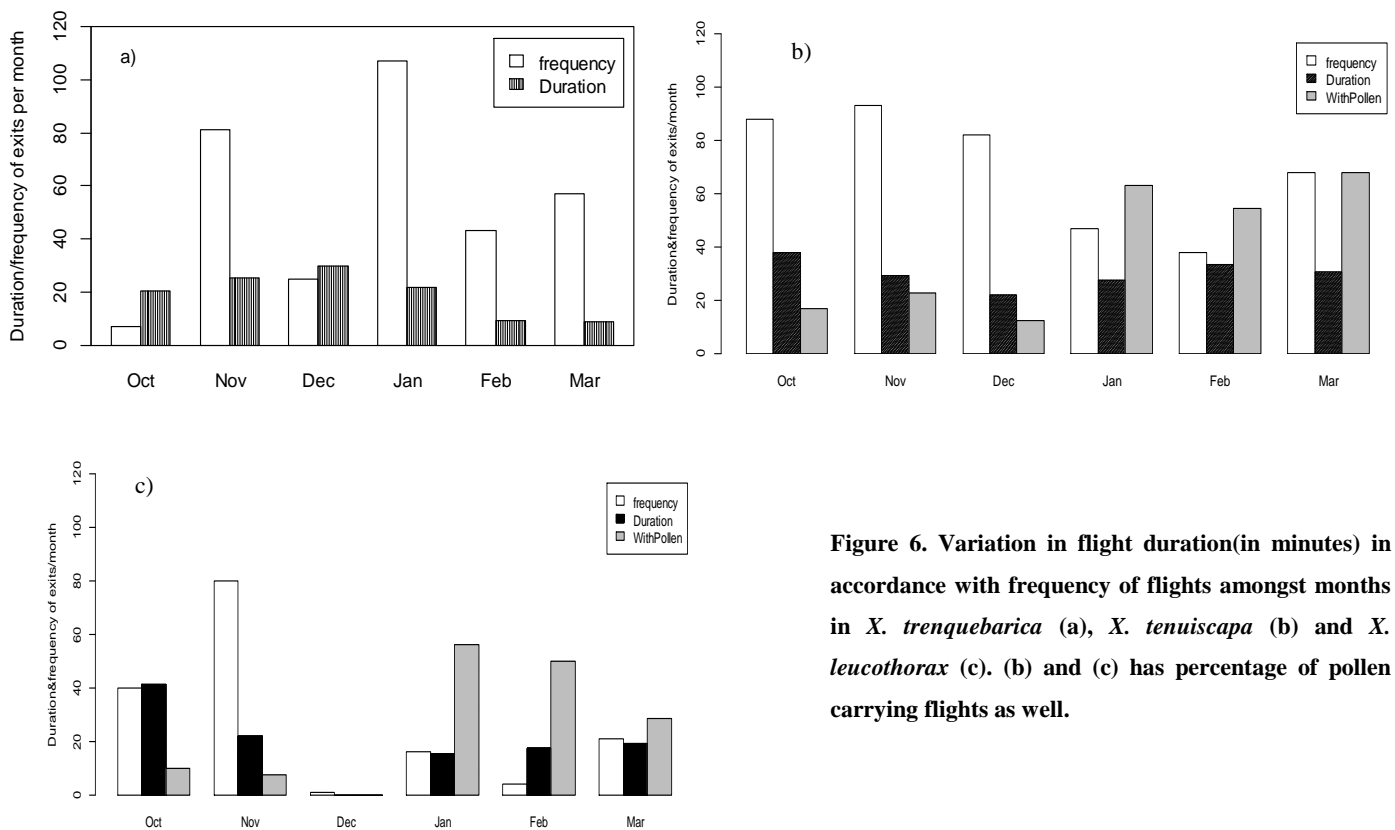 a)
Duration/frequency of exits per month
120
100
80
60
40
20
0
frequency
Duration
Oct Nov Dec Jan Feb Mar
b)
Duration&frequency of exits/month
120
100
80
60
40
20
0
frequency
Duration
WithPollen
Oct Nov Dec Jan Feb Mar
c)
Duration&frequency of exits/month
120
100
80
60
40
20
0
frequency
Duration
WithPollen
Oct Nov Dec Jan Feb Mar
Figure 6. Variation in flight duration(in minutes) in
accordance with frequency of flights amongst months
in X. trenquebarica (a), X. tenuiscapa (b) and X.
leucothorax (c). (b) and (c) has percentage of pollen
carrying flights as well.